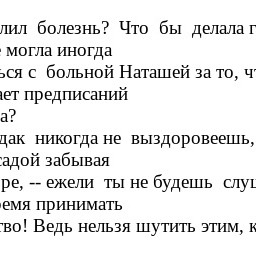 лил болезнь? Что бы делала г
могла иногда
ься с больной Наташей за то, ч
ает предписаний
а?
дак никогда не выздоровеешь,
садой забывая
ре, -- ежели ты не будешь слуш
емя принимать
тво! Ведь нельзя шутить этим, к